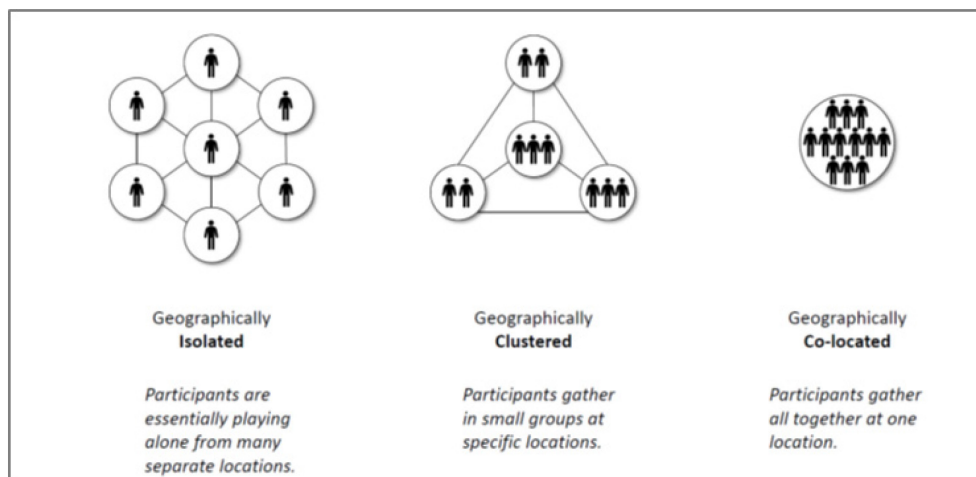 Geographically
Isolated
Participants are
essentially playing
alone from many
separate locations.
Geographically
Clustered
Participants gather
in small groups at
specific locations.
Geographically
Co-located
Participants gather
all together at one
location.